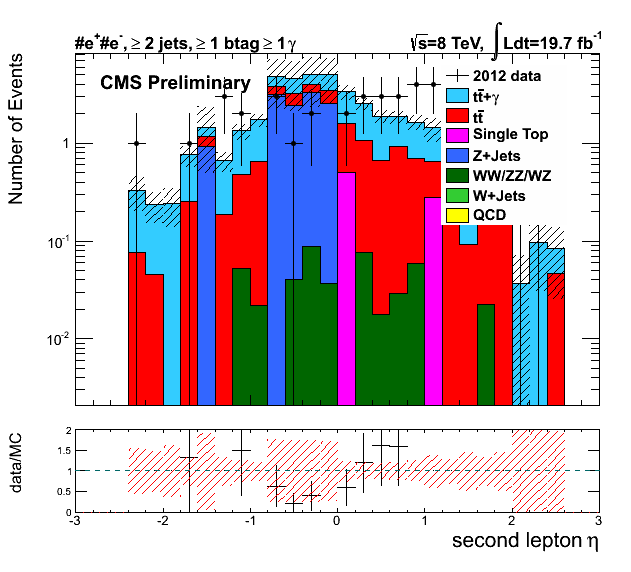 #e⁺#e⁻, ≥ 2 jets, ≥ 1 btag ≥ 1 γ
√s=8 TeV, ∫Ldt=19.7 fb⁻¹
CMS Preliminary
2012 data
tt̄+γ
tt̄
Single Top
Z+Jets
WW/ZZ/WZ
W+Jets
QCD
Number of Events
1
10⁻¹
10⁻²
data/MC
2
1.5
1
0.5
0
-3 -2 -1 0 1 2 3
second lepton η